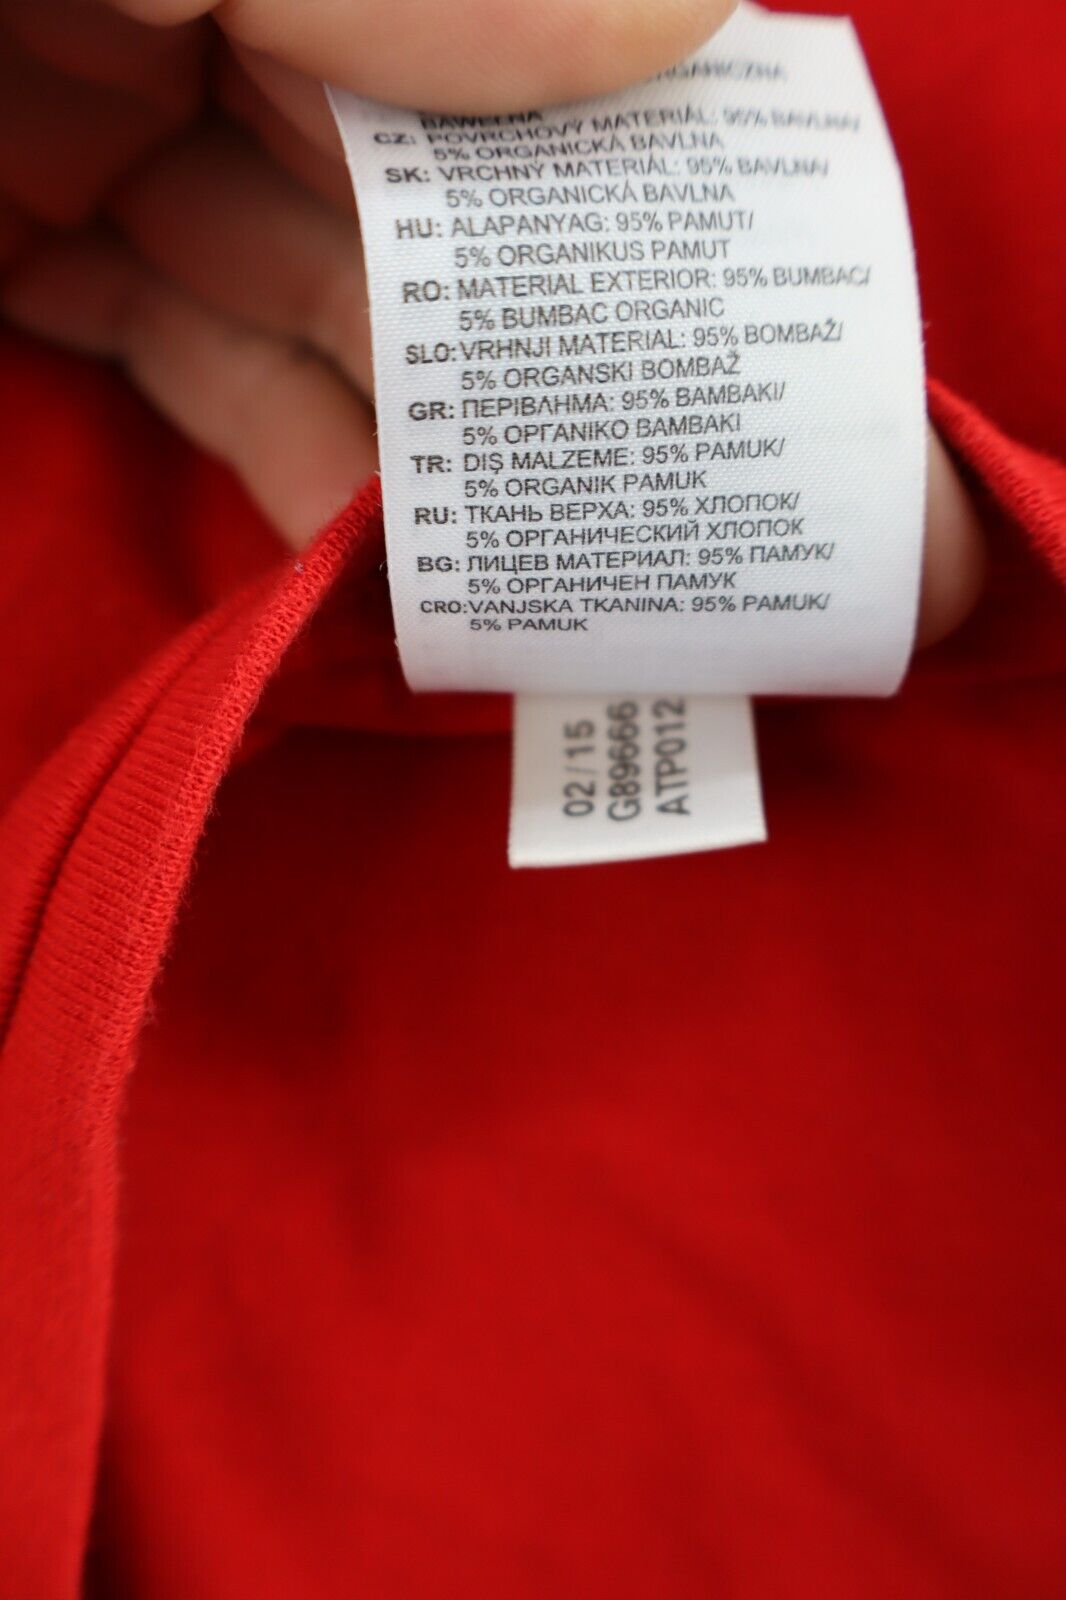 ORGANICZNA
BAWEŁNA
CZ: POVRCHOVÝ MATERIÁL: 95% BAVLNA/
5% ORGANICKÁ BAVLNA
SK: VRCHNÝ MATERIÁL: 95% BAVLNA/
5% ORGANICKÁ BAVLNA
HU: ALAPANYAG: 95% PAMUT/
5% ORGANIKUS PAMUT
RO: MATERIAL EXTERIOR: 95% BUMBAC/
5% BUMBAC ORGANIC
SLO: VRHNJI MATERIAL: 95% BOMBAŽ/
5% ORGANSKI BOMBAŽ
GR: ΠΕΡΙΒΛΗΜΑ: 95% ΒΑΜΒΑΚΙ/
5% ΟΡΓΑΝΙΚΟ ΒΑΜΒΑΚΙ
TR: DIŞ MALZEME: 95% PAMUK/
5% ORGANIK PAMUK
RU: ТКАНЬ ВЕРХА: 95% ХЛОПОК/
5% ОРГАНИЧЕСКИЙ ХЛОПОК
BG: ЛИЦЕВ МАТЕРИАЛ: 95% ПАМУК/
5% ОРГАНИЧЕН ПАМУК
CRO: VANJSKA TKANINA: 95% PAMUK/
5% PAMUK
02/15
G89666
ATP012